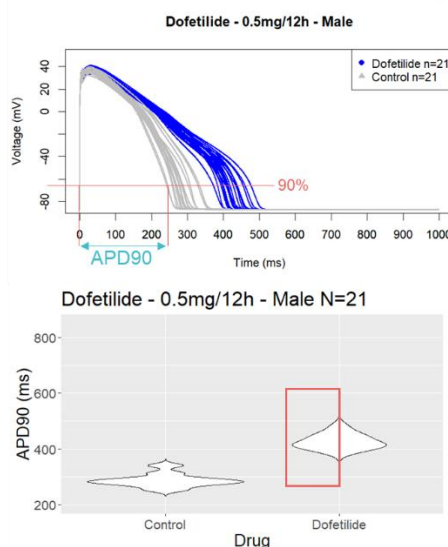 Dofetilide - 0.5mg/12h - Male
Dofetilide n=21
Control n=21
Voltage (mV)
40
20
0
-40
-80
90%
0 100 200 300 400 500 600 700 800 900 1000
APD90
Time (ms)
Dofetilide - 0.5mg/12h - Male N=21
APD90 (ms)
800
600
400
200
Control Dofetilide
Drug